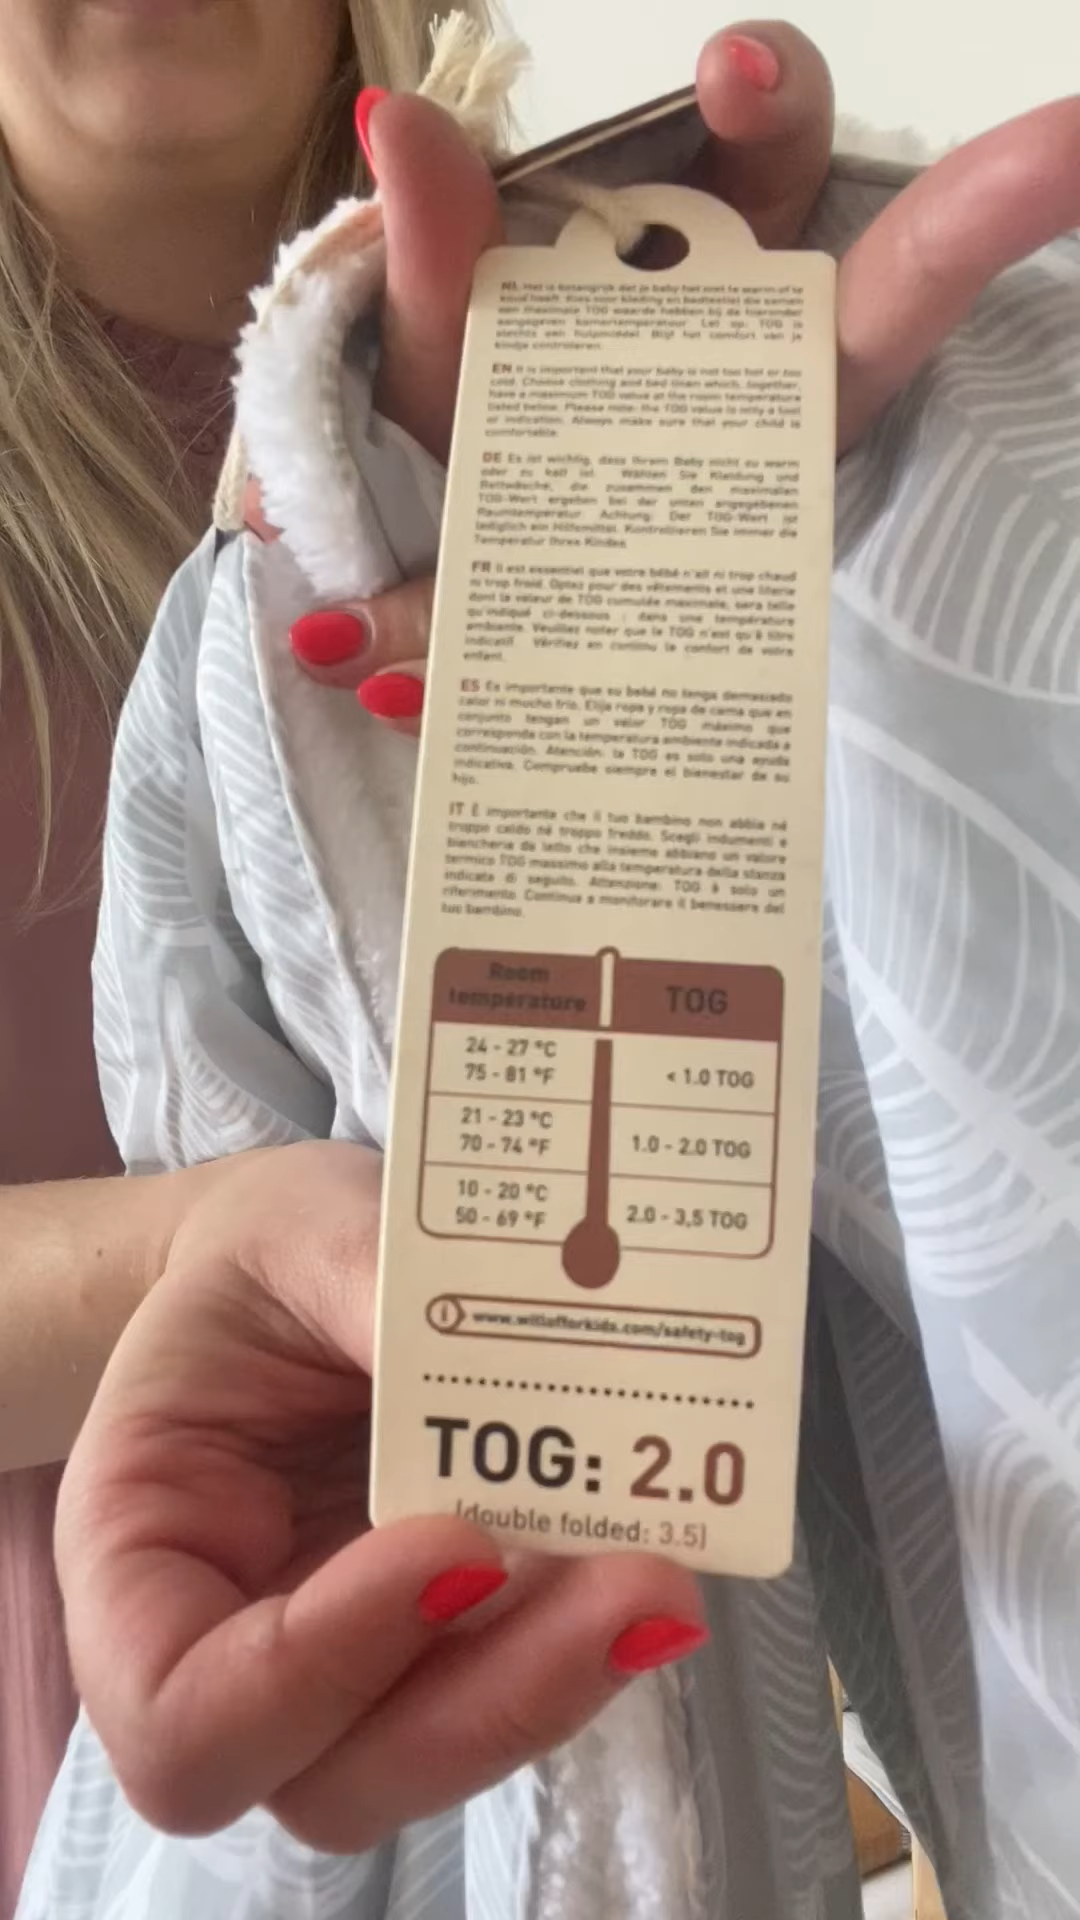 NL Het is belangrijk dat je baby het niet te warm of te
koud heeft. Kies voor kleding en bedtextiel die samen
een maximale TOG waarde hebben bij de hieronder
aangegeven kamertemperatuur. Let op: TOG is
slechts een hulpmiddel. Blijf het comfort van je
kindje controleren.
EN It is important that your baby is not too hot or too
cold. Choose clothing and bed linen which, together,
have a maximum TOG value at the room temperature
listed below. Please note: the TOG value is only a tool
or indication. Always make sure that your child is
comfortable.
DE Es ist wichtig, dass Ihrem Baby nicht zu warm
oder zu kalt ist. Wählen Sie Kleidung und
Bettwäsche, die zusammen den maximalen
TOG-Wert ergeben bei der unten angegebenen
Raumtemperatur. Achtung: Der TOG-Wert ist
lediglich ein Hilfsmittel. Kontrollieren Sie immer die
Temperatur Ihres Kindes.
FR Il est essentiel que votre bébé n'ait ni trop chaud
ni trop froid. Optez pour des vêtements et une literie
dont la valeur de TOG cumulée maximale, sera telle
qu'indiqué ci-dessous : dans une température
ambiante. Veuillez noter que le TOG n'est qu'à titre
indicatif. Vérifiez en continu le confort de votre
enfant.
ES Es importante que su bebé no tenga demasiado
calor ni mucho frío. Elija ropa y ropa de cama que en
conjunto tengan un valor TOG máximo que
corresponda con la temperatura ambiente indicada a
continuación. Atención: la TOG es solo una ayuda
indicativa. Compruebe siempre el bienestar de su
hijo.
IT È importante che il tuo bambino non abbia né
troppo caldo né troppo freddo. Scegli indumenti e
biancheria da letto che insieme abbiano un valore
termico TOG massimo alla temperatura della stanza
indicata di seguito. Attenzione: TOG è solo un
riferimento. Continua a monitorare il benessere del
tuo bambino.
Room
temperature
TOG
24 - 27 °C
75 - 81 °F
< 1.0 TOG
21 - 23 °C
70 - 74 °F
1.0 - 2.0 TOG
10 - 20 °C
50 - 69 °F
2.0 - 3,5 TOG
i www.witlofforkids.com/safety-tog
TOG: 2.0
(double folded: 3.5)